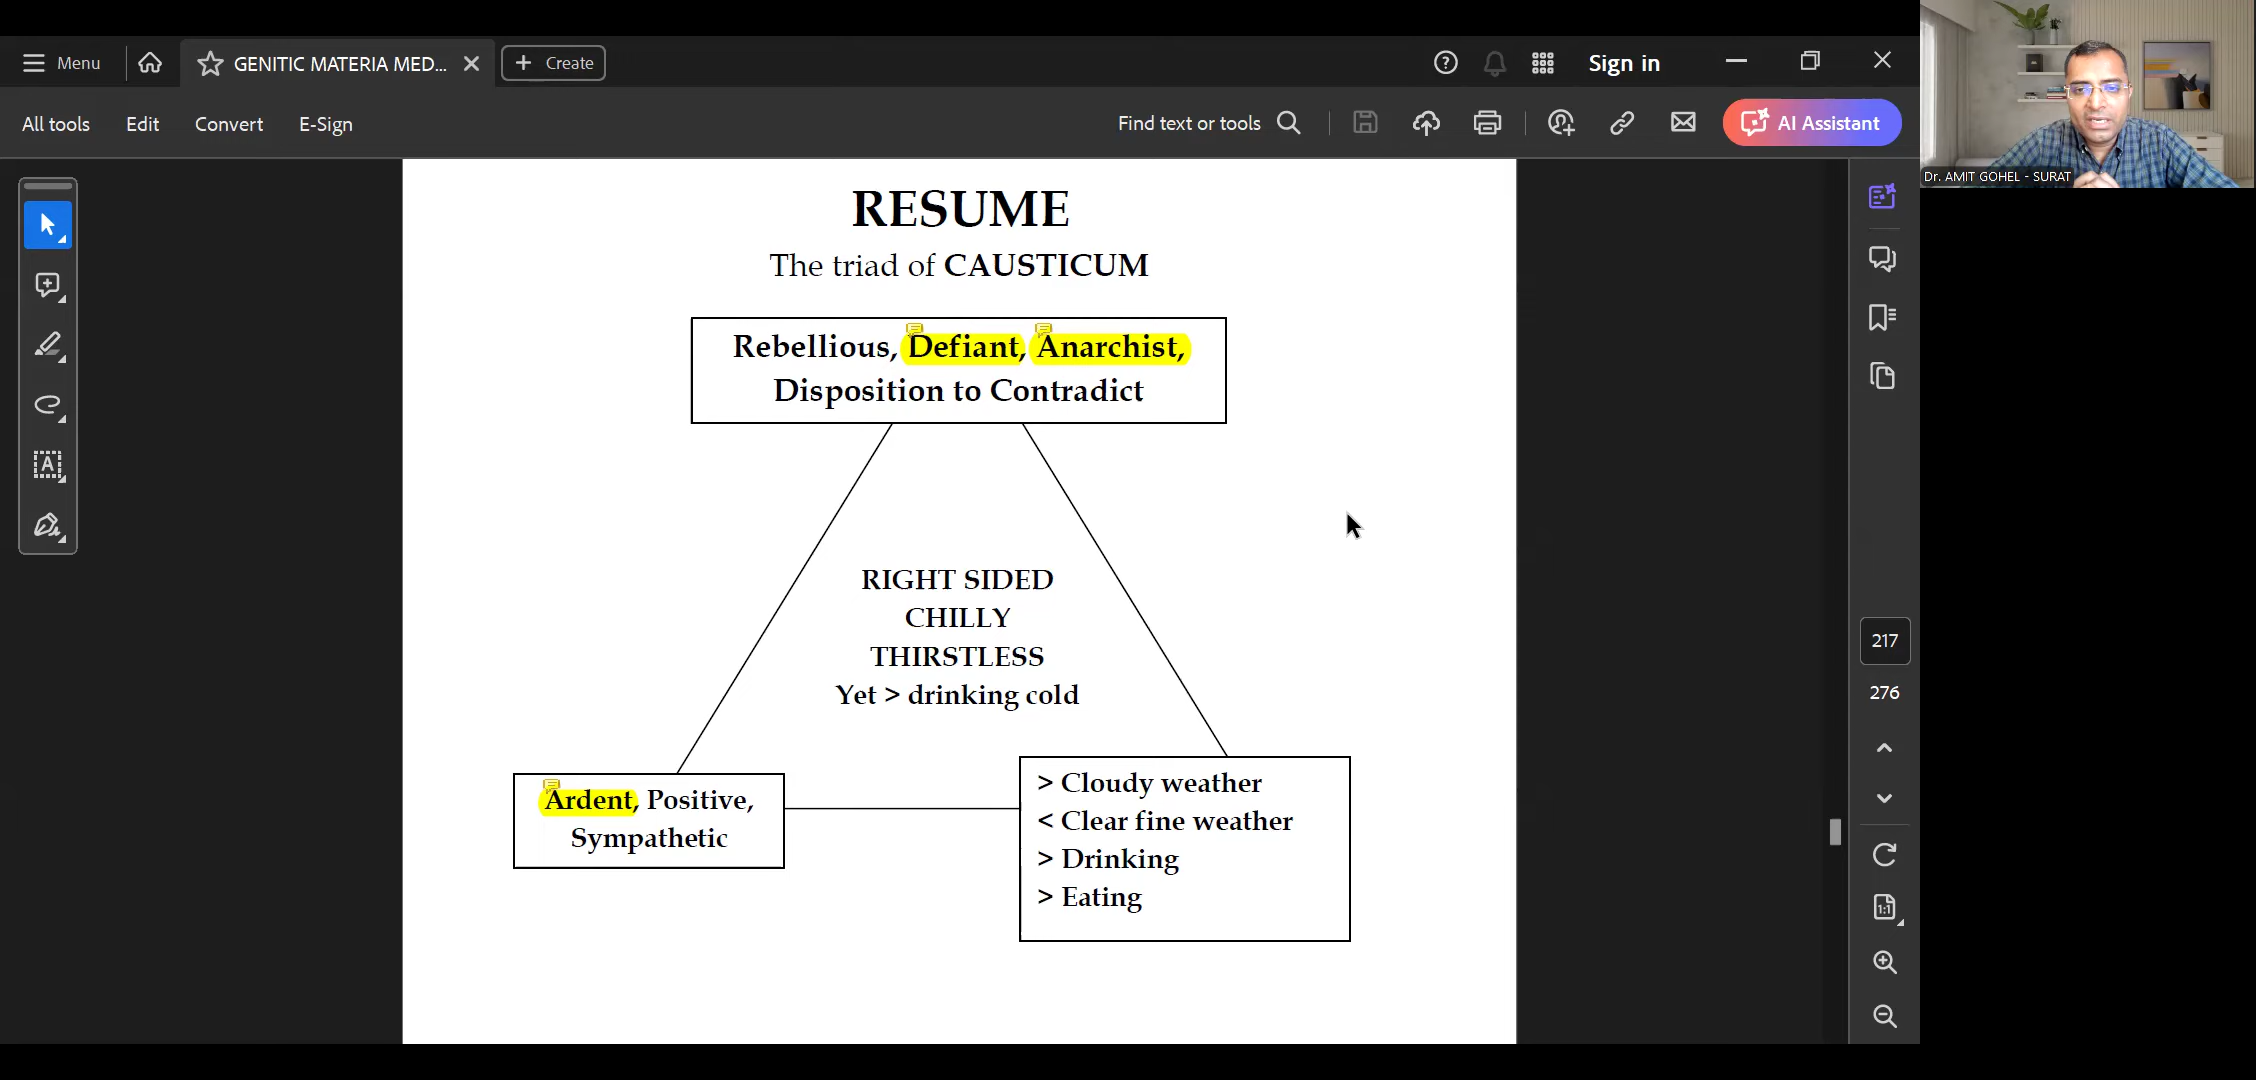 Menu
GENITIC MATERIA MED...
Create
Sign in
All tools
Edit
Convert
E-Sign
Find text or tools
AI Assistant
Dr. AMIT GOHEL - SURAT
RESUME
The triad of CAUSTICUM
Rebellious, Defiant, Anarchist,
Disposition to Contradict
RIGHT SIDED
CHILLY
THIRSTLESS
Yet > drinking cold
Ardent, Positive,
Sympathetic
> Cloudy weather
< Clear fine weather
> Drinking
> Eating
217
276
1:1